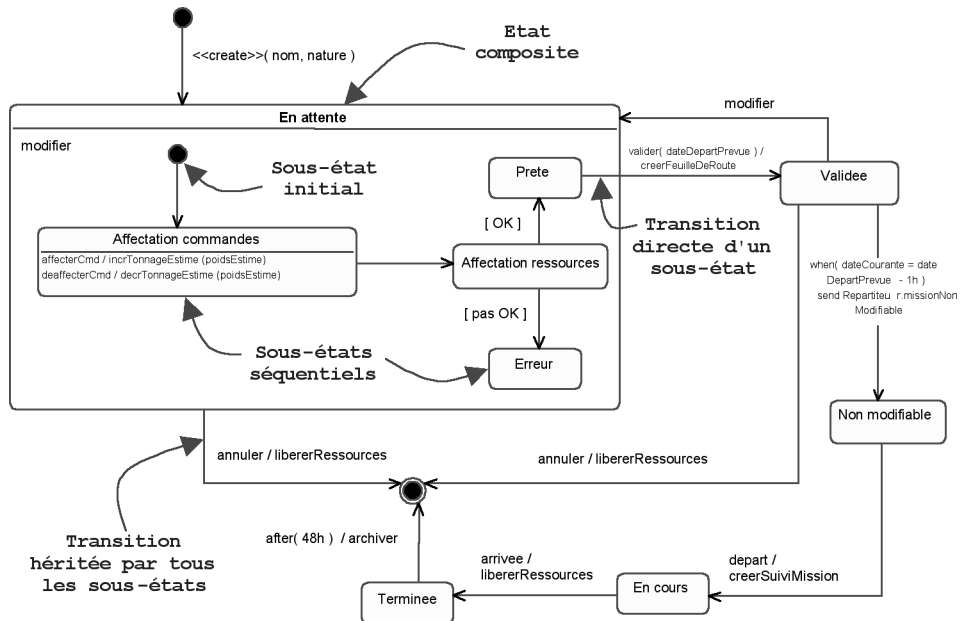 Etat
composite
<<create>>( nom, nature )
En attente
modifier
modifier
Sous-état
initial
Prete
valider( dateDepartPrevue ) /
creerFeuilleDeRoute
Validee
Transition
directe d'un
sous-état
[ OK ]
Affectation commandes
affecterCmd / incrTonnageEstime (poidsEstime)
deaffecterCmd / decrTonnageEstime (poidsEstime)
Affectation ressources
when( dateCourante = date
DepartPrevue - 1h )
send Repartiteu r.missionNon
Modifiable
[ pas OK ]
Sous-états
séquentiels
Erreur
Non modifiable
annuler / libererRessources
annuler / libererRessources
Transition
héritée par tous
les sous-états
after( 48h ) / archiver
arrivee /
libererRessources
depart /
creerSuiviMission
Terminee
En cours